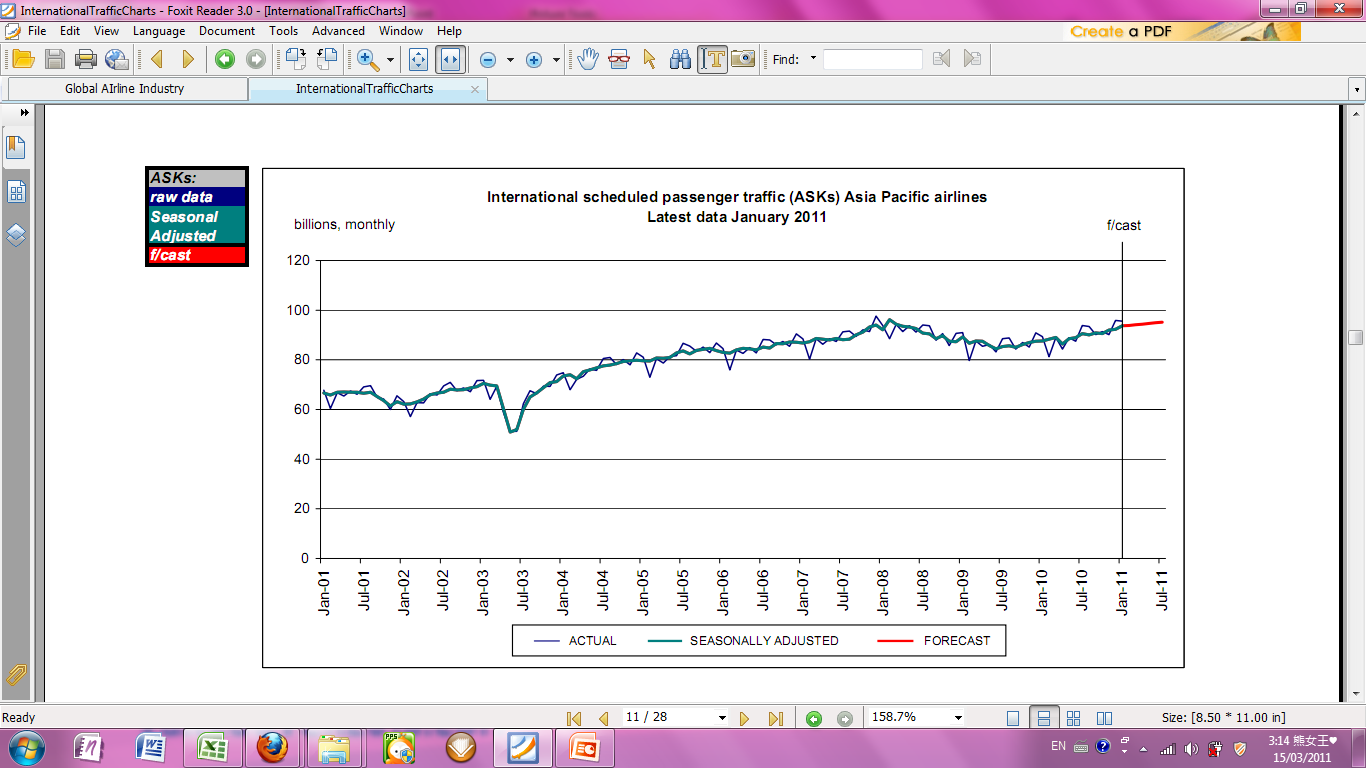 InternationalTrafficCharts - Foxit Reader 3.0 - [InternationalTrafficCharts]
File Edit View Language Document Tools Advanced Window Help
Create a PDF
Find:
Global AIrline Industry
InternationalTrafficCharts
ASKs:
raw data
Seasonal
Adjusted
f/cast
International scheduled passenger traffic (ASKs) Asia Pacific airlines
Latest data January 2011
billions, monthly
f/cast
120
100
80
60
40
20
0
Jan-01
Jul-01
Jan-02
Jul-02
Jan-03
Jul-03
Jan-04
Jul-04
Jan-05
Jul-05
Jan-06
Jul-06
Jan-07
Jul-07
Jan-08
Jul-08
Jan-09
Jul-09
Jan-10
Jul-10
Jan-11
Jul-11
ACTUAL SEASONALLY ADJUSTED FORECAST
Ready
11 / 28
158.7%
Size: [8.50 * 11.00 in]
PPS
EN
3:14 熊女王♥
15/03/2011